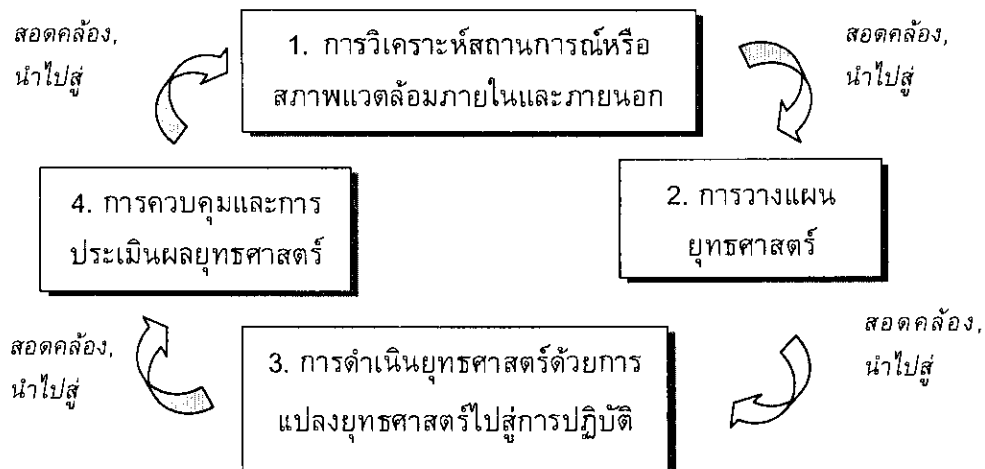 สอดคล้อง,
นำไปสู่
1. การวิเคราะห์สถานการณ์หรือ
สภาพแวดล้อมภายในและภายนอก
สอดคล้อง,
นำไปสู่
4. การควบคุมและการ
ประเมินผลยุทธศาสตร์
2. การวางแผน
ยุทธศาสตร์
สอดคล้อง,
นำไปสู่
3. การดำเนินยุทธศาสตร์ด้วยการ
แปลงยุทธศาสตร์ไปสู่การปฏิบัติ
สอดคล้อง,
นำไปสู่